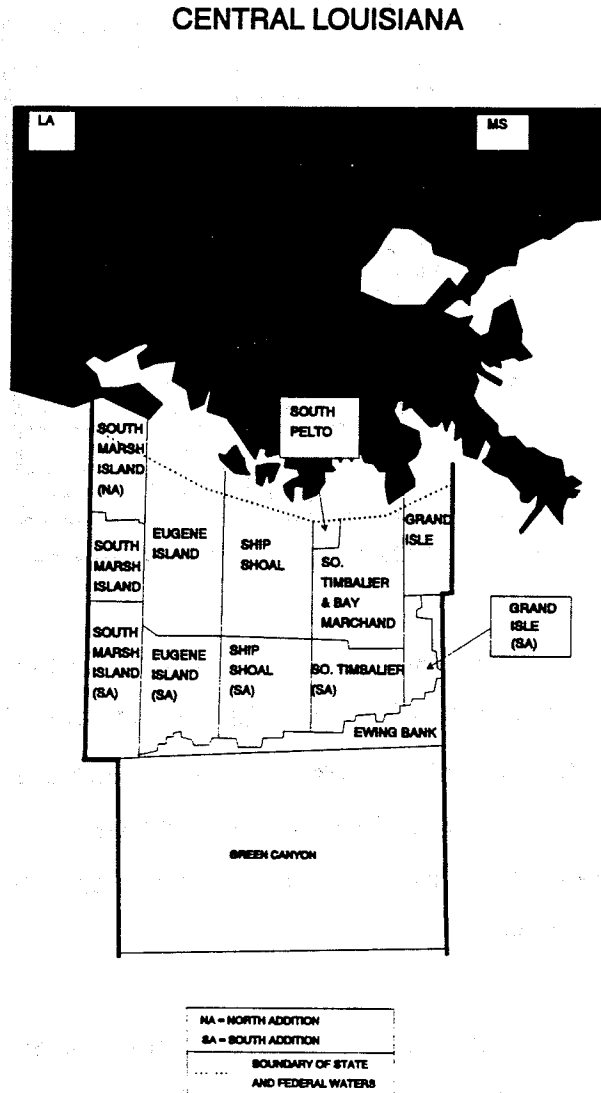 CENTRAL LOUISIANA
LA
MS
SOUTH
PELTO
SOUTH
MARSH
ISLAND
(NA)
EUGENE
ISLAND
SHIP
SHOAL
GRAND
ISLE
SOUTH
MARSH
ISLAND
SO.
TIMBALIER
& BAY
MARCHAND
GRAND
ISLE
(SA)
SOUTH
MARSH
ISLAND
(SA)
EUGENE
ISLAND
(SA)
SHIP
SHOAL
(SA)
SO. TIMBALIER
(SA)
EWING BANK
GREEN CANYON
NA = NORTH ADDITION
SA = SOUTH ADDITION
BOUNDARY OF STATE
AND FEDERAL WATERS